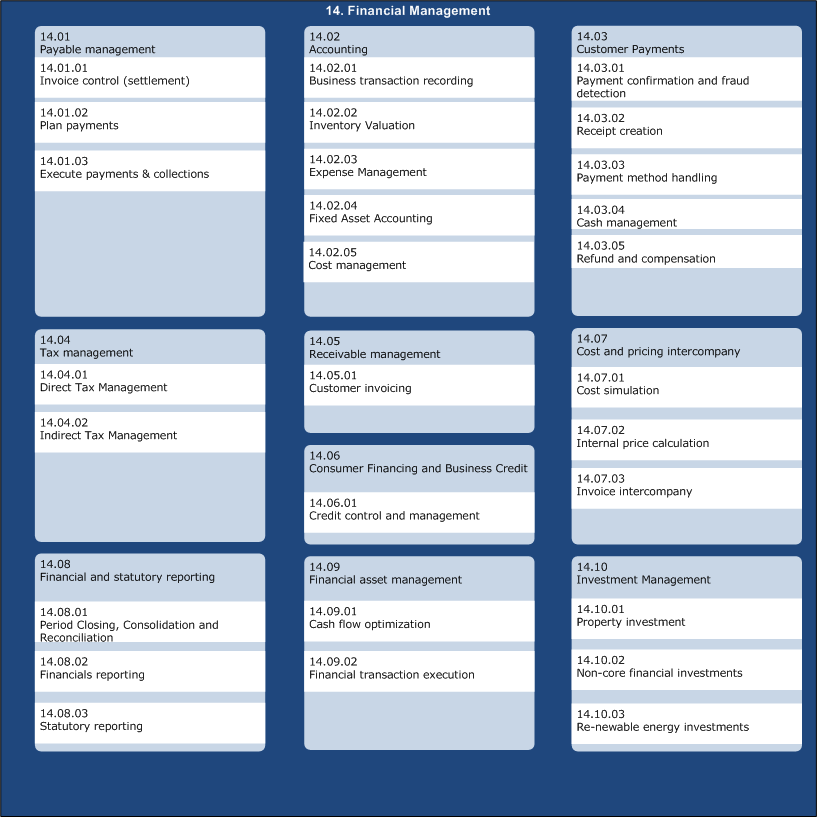 14. Financial Management
14.01
Payable management
14.01.01
Invoice control (settlement)
14.01.02
Plan payments
14.01.03
Execute payments & collections
14.02
Accounting
14.02.01
Business transaction recording
14.02.02
Inventory Valuation
14.02.03
Expense Management
14.02.04
Fixed Asset Accounting
14.02.05
Cost management
14.03
Customer Payments
14.03.01
Payment confirmation and fraud
detection
14.03.02
Receipt creation
14.03.03
Payment method handling
14.03.04
Cash management
14.03.05
Refund and compensation
14.04
Tax management
14.04.01
Direct Tax Management
14.04.02
Indirect Tax Management
14.05
Receivable management
14.05.01
Customer invoicing
14.06
Consumer Financing and Business Credit
14.06.01
Credit control and management
14.07
Cost and pricing intercompany
14.07.01
Cost simulation
14.07.02
Internal price calculation
14.07.03
Invoice intercompany
14.08
Financial and statutory reporting
14.08.01
Period Closing, Consolidation and
Reconciliation
14.08.02
Financials reporting
14.08.03
Statutory reporting
14.09
Financial asset management
14.09.01
Cash flow optimization
14.09.02
Financial transaction execution
14.10
Investment Management
14.10.01
Property investment
14.10.02
Non-core financial investments
14.10.03
Re-newable energy investments